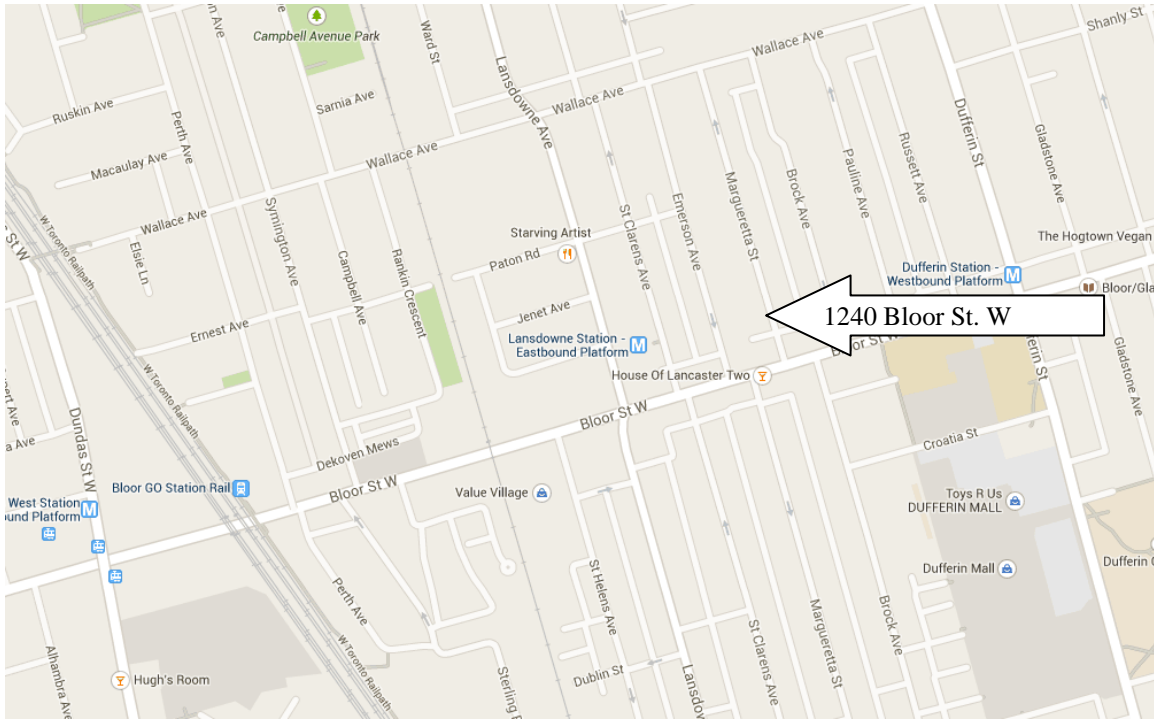 Campbell Avenue Park
Ward St
Lansdowne Ave
Wallace Ave
Shanly St
Ruskin Ave
Perth Ave
Sarnia Ave
Wallace Ave
Dufferin St
Gladstone Ave
Macaulay Ave
Wallace Ave
Russett Ave
Pauline Ave
Brock Ave
Margueretta St
Emerson Ave
St Clarens Ave
Wallace Ave
Symington Ave
W Toronto Railpath
Elsie Ln
Campbell Ave
Rankin Crescent
Starving Artist
Paton Rd
The Hogtown Vegan
Dufferin Station -
Westbound Platform
Bloor/Gla
Jenet Ave
1240 Bloor St. W
Ernest Ave
Lansdowne Station -
Eastbound Platform
Bloor St W
House Of Lancaster Two
fferin St
Gladstone Ave
W Toronto Railpath
Bloor St W
Croatia St
Dundas St W
Dekoven Mews
Bloor GO Station Rail
Bloor St W
Value Village
West Station
ound Platform
Toys R Us
DUFFERIN MALL
Dufferin Mall
Dufferin
Perth Ave
St Helens Ave
St Clarens Ave
Margueretta St
Brock Ave
W Toronto Railpath
Alhambra Ave
Hugh's Room
Dublin St
Sterling
Lansdow